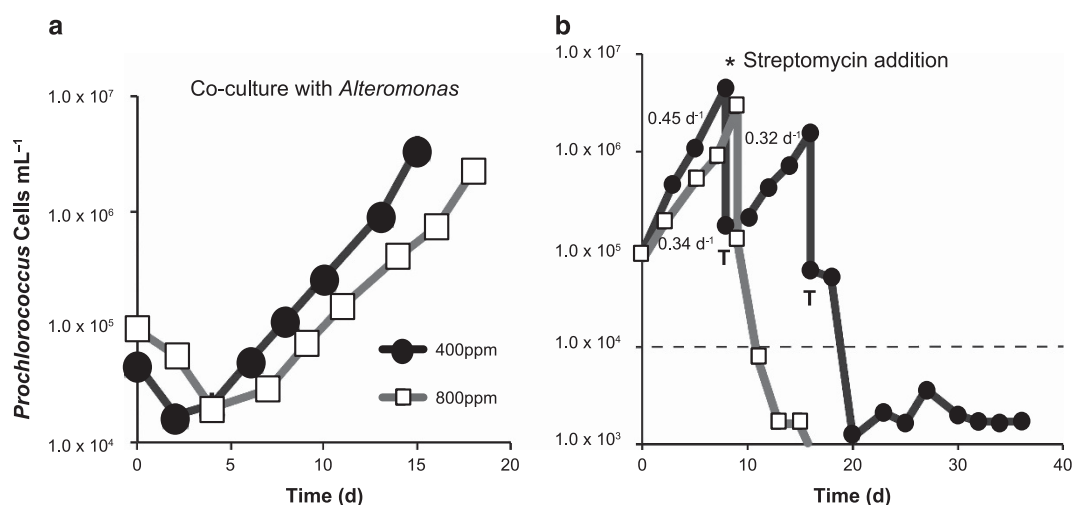 a
Co-culture with Alteromonas
Prochlorococcus Cells mL⁻¹
1.0 x 10⁷
1.0 x 10⁶
1.0 x 10⁵
1.0 x 10⁴
400ppm
800ppm
0
5
10
15
20
Time (d)
b
* Streptomycin addition
1.0 x 10⁷
1.0 x 10⁶
1.0 x 10⁵
1.0 x 10⁴
1.0 x 10³
0.45 d⁻¹
0.32 d⁻¹
0.34 d⁻¹
T
T
0
10
20
30
40
Time (d)